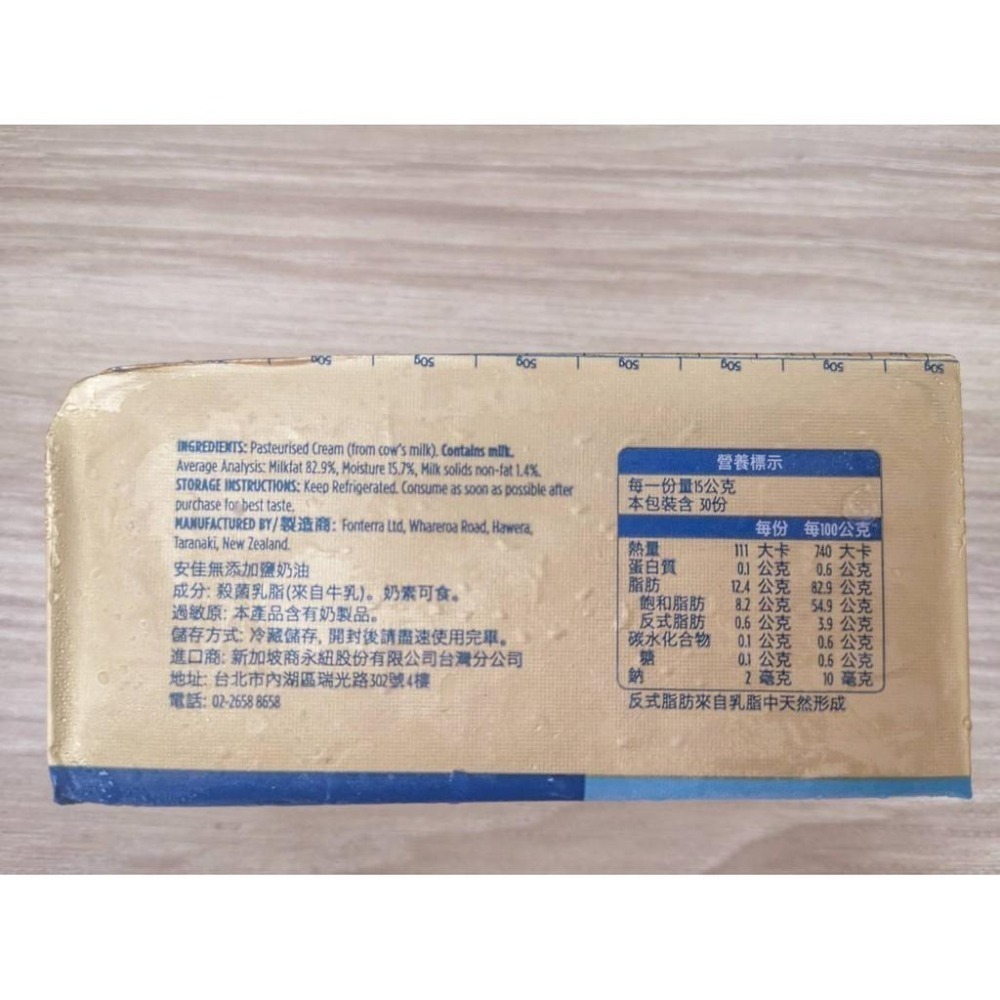 50g 50g 50g 50g 50g 50g 50g
INGREDIENTS: Pasteurised Cream (from cow's milk). Contains milk.
Average Analysis: Milkfat 82.9%, Moisture 15.7%, Milk solids non-fat 1.4%.
STORAGE INSTRUCTIONS: Keep Refrigerated. Consume as soon as possible after
purchase for best taste.
MANUFACTURED BY/製造商: Fonterra Ltd, Whareroa Road, Hawera,
Taranaki, New Zealand.
安佳無添加鹽奶油
成分: 殺菌乳脂(來自牛乳)。奶素可食。
過敏原: 本產品含有奶製品。
儲存方式: 冷藏儲存, 開封後請盡速使用完畢。
進口商: 新加坡商永紐股份有限公司台灣分公司
地址: 台北市內湖區瑞光路302號4樓
電話: 02-2658 8658
營養標示
每一份量15公克
本包裝含 30份
每份 每100公克
熱量 111 大卡 740 大卡
蛋白質 0.1 公克 0.6 公克
脂肪 12.4 公克 82.9 公克
飽和脂肪 8.2 公克 54.9 公克
反式脂肪 0.6 公克 3.9 公克
碳水化合物 0.1 公克 0.6 公克
糖 0.1 公克 0.6 公克
鈉 2 毫克 10 毫克
反式脂肪來自乳脂中天然形成